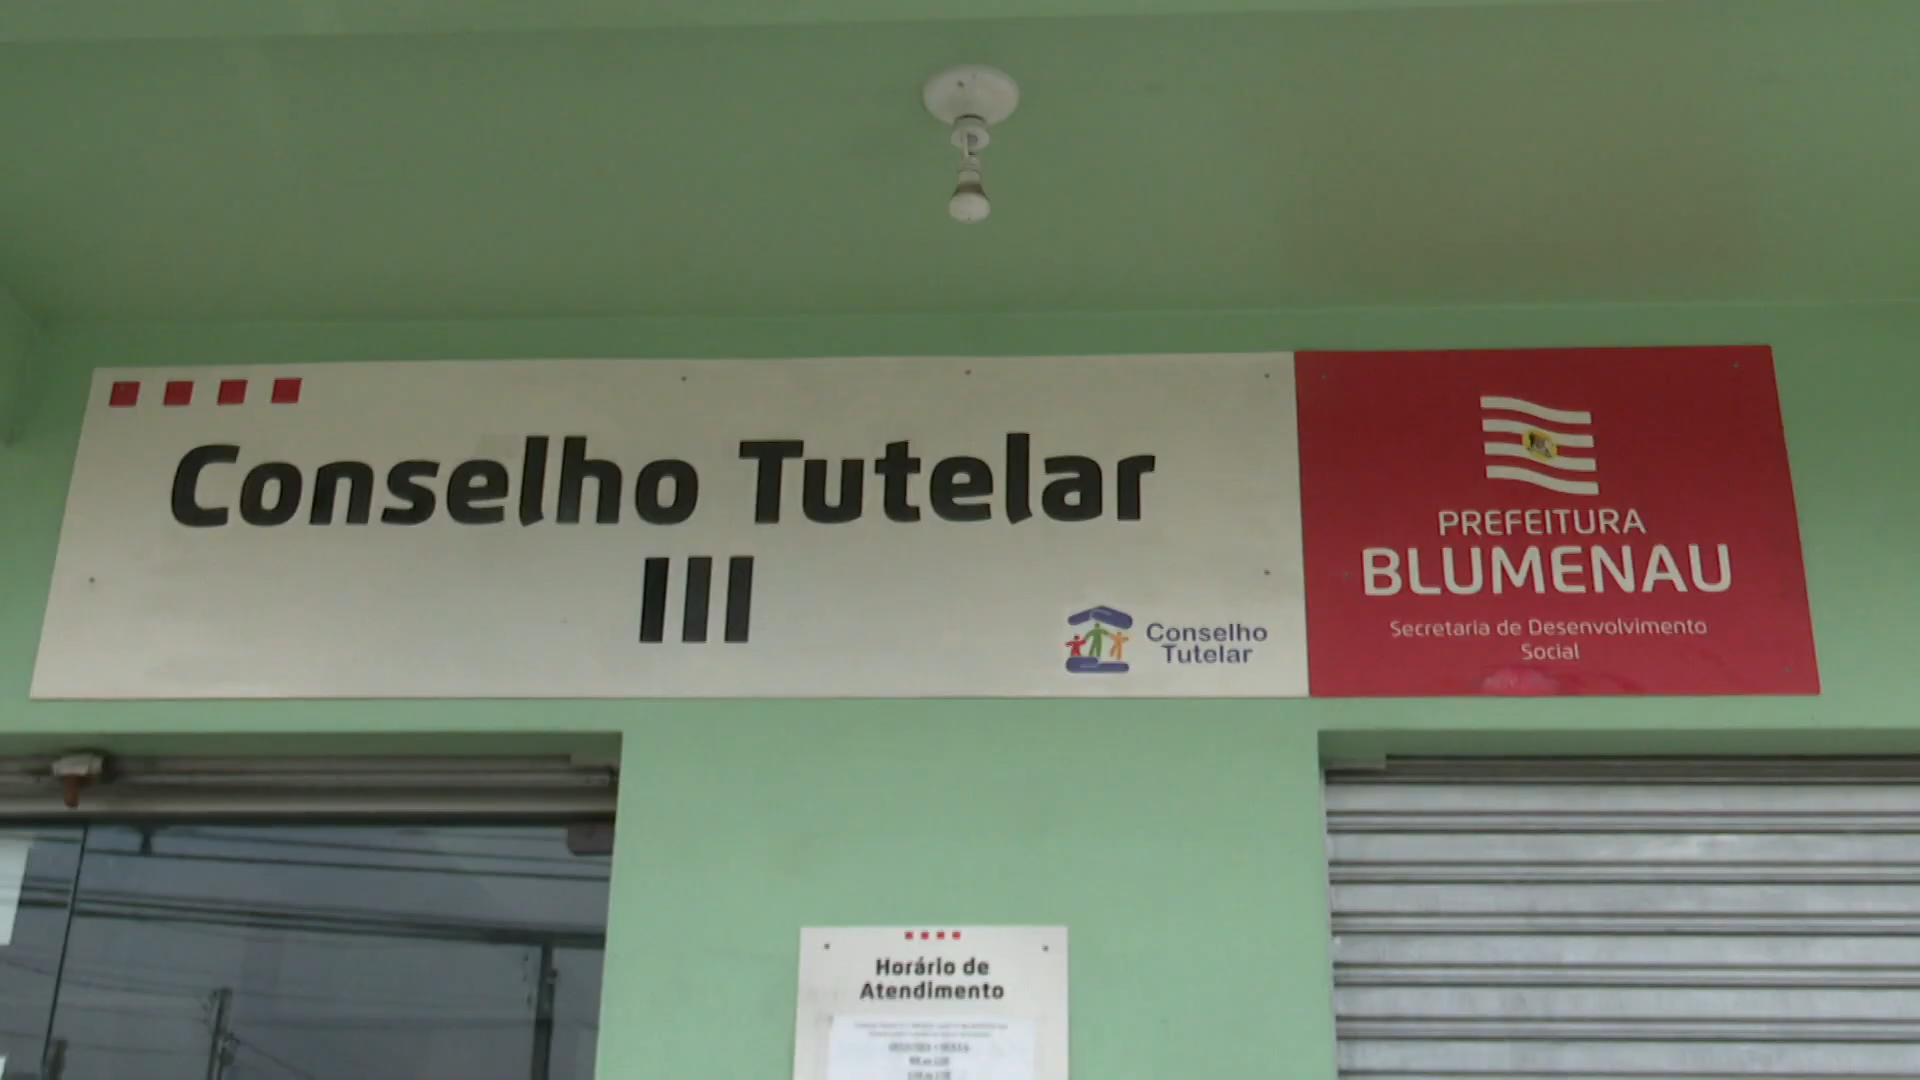 Conselho Tutelar
III
Conselho
Tutelar
PREFEITURA
BLUMENAU
Secretaria de Desenvolvimento
Social
Horário de
Atendimento